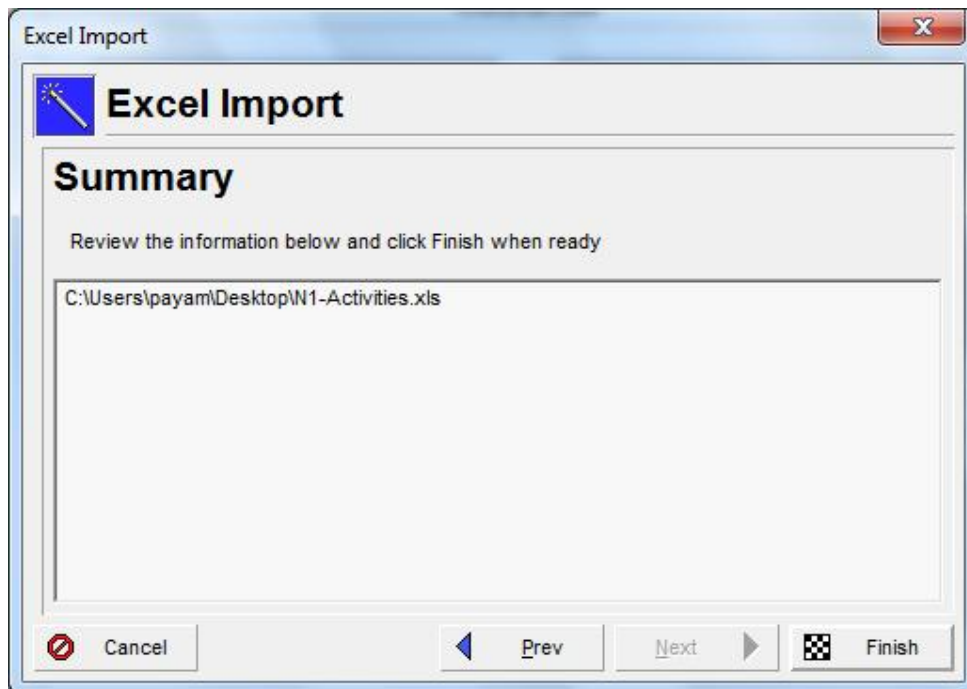 Excel Import
Excel Import
Summary
Review the information below and click Finish when ready
C:\Users\payam\Desktop\N1-Activities.xls
Cancel
Prev
Next
Finish